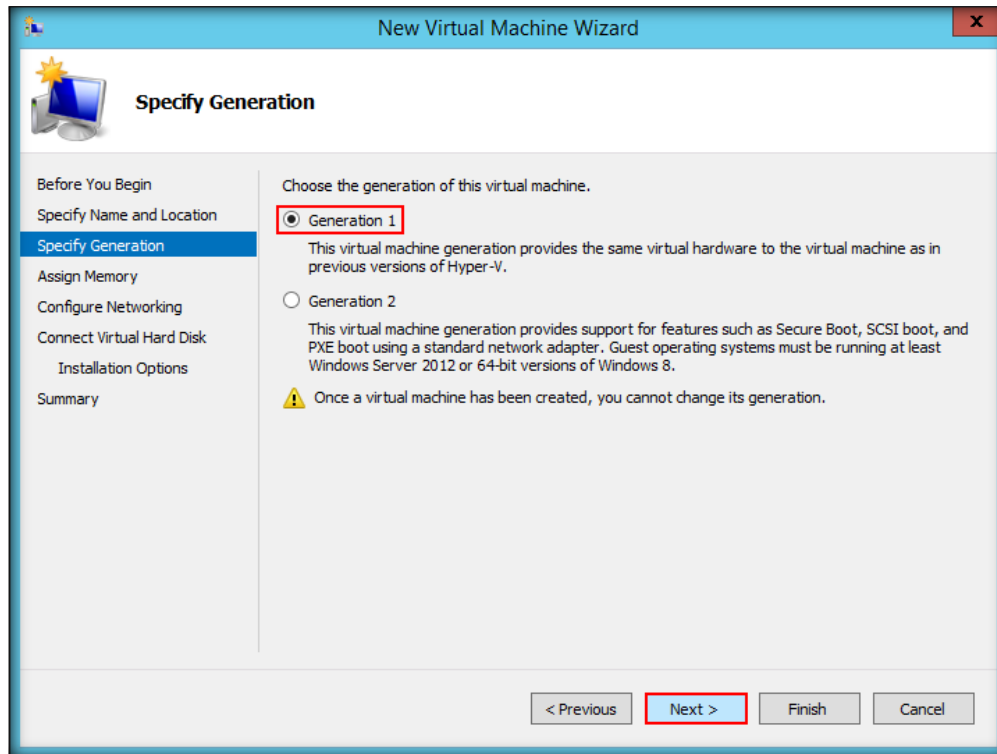 New Virtual Machine Wizard
x
Specify Generation
Before You Begin
Specify Name and Location
Specify Generation
Assign Memory
Configure Networking
Connect Virtual Hard Disk
Installation Options
Summary
Choose the generation of this virtual machine.
Generation 1
This virtual machine generation provides the same virtual hardware to the virtual machine as in
previous versions of Hyper-V.
Generation 2
This virtual machine generation provides support for features such as Secure Boot, SCSI boot, and
PXE boot using a standard network adapter. Guest operating systems must be running at least
Windows Server 2012 or 64-bit versions of Windows 8.
Once a virtual machine has been created, you cannot change its generation.
< Previous
Next >
Finish
Cancel